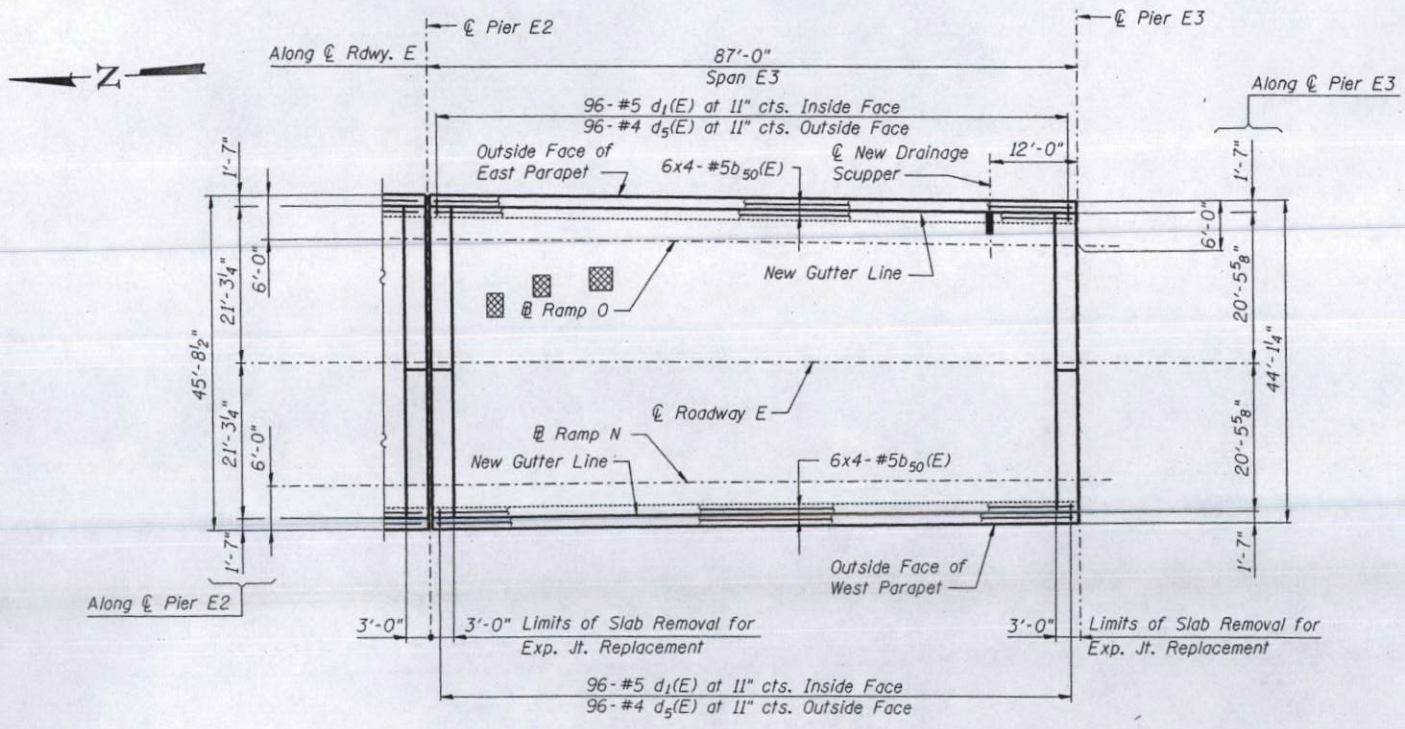 ℄ Pier E2
℄ Pier E3
Along ℄ Rdwy. E
87'-0"
Span E3
N
Along ℄ Pier E3
96-#5 d1(E) at 11" cts. Inside Face
96-#4 d5(E) at 11" cts. Outside Face
Outside Face of
East Parapet
6x4-#5b50(E)
℄ New Drainage
Scupper
12'-0"
1'-7"
6'-0"
21'-3¼"
45'-8½"
21'-3¼"
6'-0"
1'-7"
Along ℄ Pier E2
New Gutter Line
Ramp O
℄ Roadway E
Ramp N
New Gutter Line
6x4-#5b50(E)
1'-7"
6'-0"
20'-5⅝"
44'-1¼"
20'-5⅝"
1'-7"
Outside Face of
West Parapet
3'-0"
3'-0" Limits of Slab Removal for
Exp. Jt. Replacement
3'-0" Limits of Slab Removal for
Exp. Jt. Replacement
96-#5 d1(E) at 11" cts. Inside Face
96-#4 d5(E) at 11" cts. Outside Face